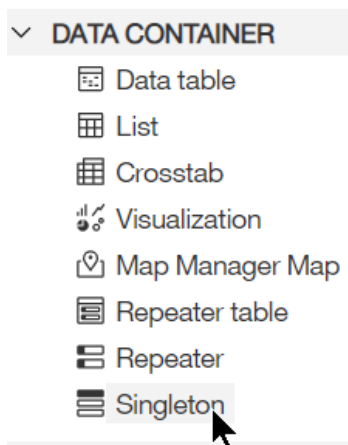 DATA CONTAINER
Data table
List
Crosstab
Visualization
Map Manager Map
Repeater table
Repeater
Singleton